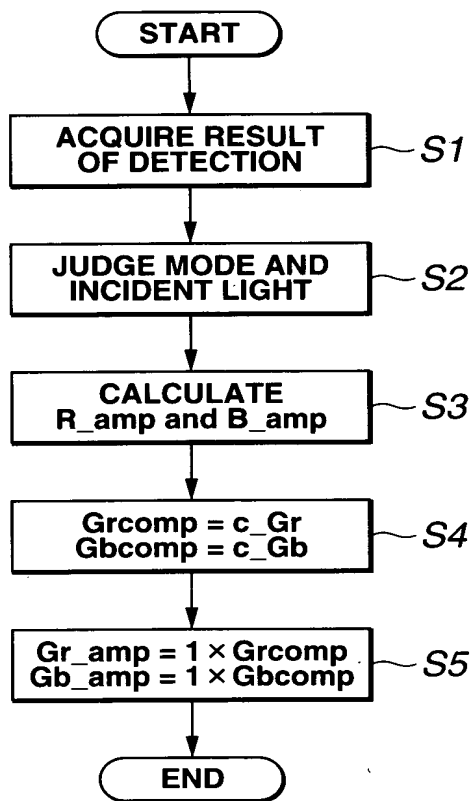 START
ACQUIRE RESULT
OF DETECTION
S1
JUDGE MODE AND
INCIDENT LIGHT
S2
CALCULATE
R_amp and B_amp
S3
Grcomp = c_Gr
Gbcomp = c_Gb
S4
Gr_amp = 1 × Grcomp
Gb_amp = 1 × Gbcomp
S5
END